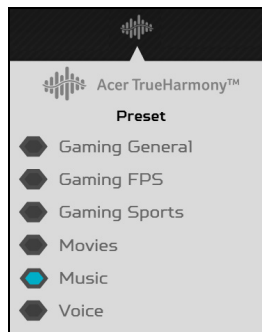 Acer TrueHarmony™
Preset
Gaming General
Gaming FPS
Gaming Sports
Movies
Music
Voice